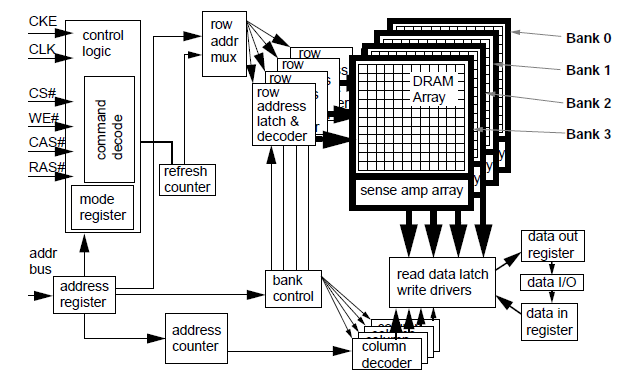 CKE
CLK
CS#
WE#
CAS#
RAS#
control
logic
command
decode
mode
register
addr
bus
address
register
row
addr
mux
refresh
counter
row
row
row
row
address
latch &
decoder
bank
control
address
counter
column
decoder
DRAM
Array
sense amp array
Bank 0
Bank 1
Bank 2
Bank 3
read data latch
write drivers
data out
register
data I/O
data in
register